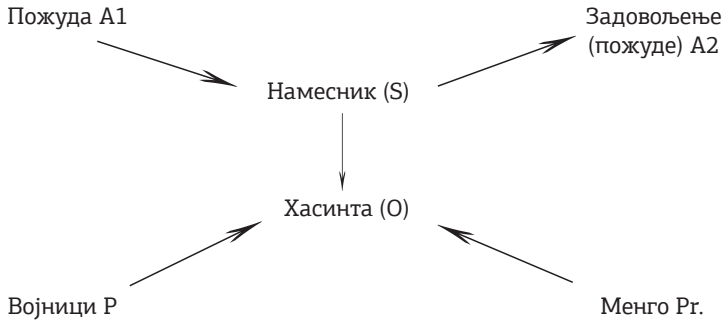 Пожуда А1
Задовољење
(пожуде) А2
Намесник (S)
Хасинта (О)
Војници Р
Менго Pr.